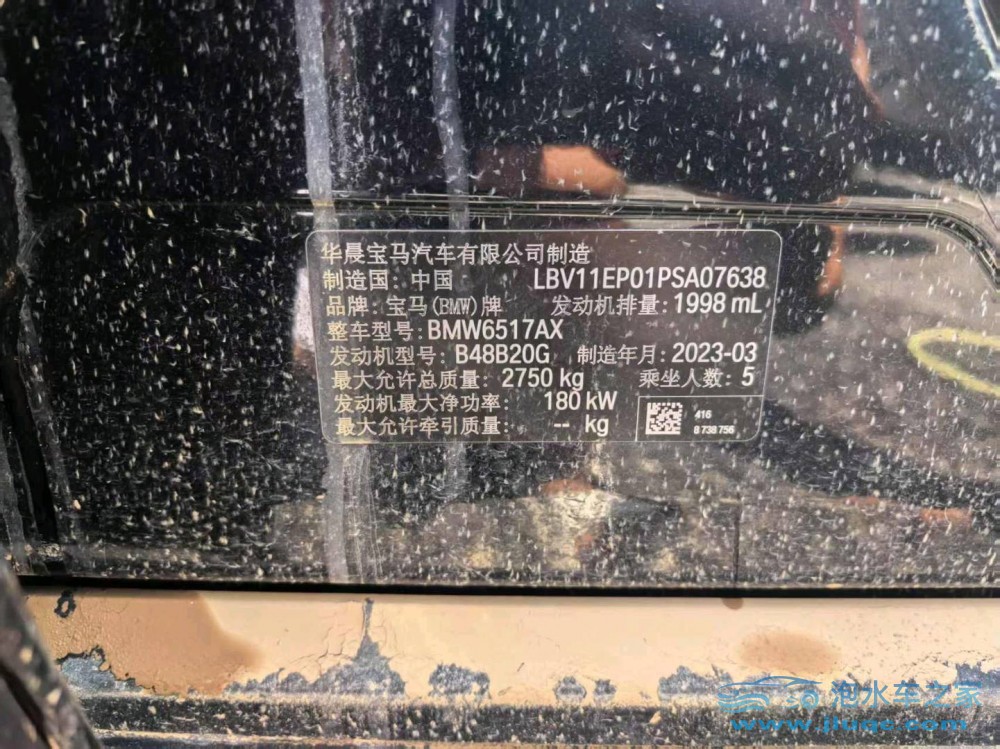 华晨宝马汽车有限公司制造
制造国：中国 LBV11EP01PSA07638
品牌：宝马(BMW)牌 发动机排量：1998 mL
整车型号：BMW6517AX
发动机型号：B48B20G 制造年月：2023-03
最大允许总质量：2750 kg 乘坐人数：5
发动机最大净功率：180 kW
最大允许牵引质量：-- kg
416
8 738 756
泡水车之家